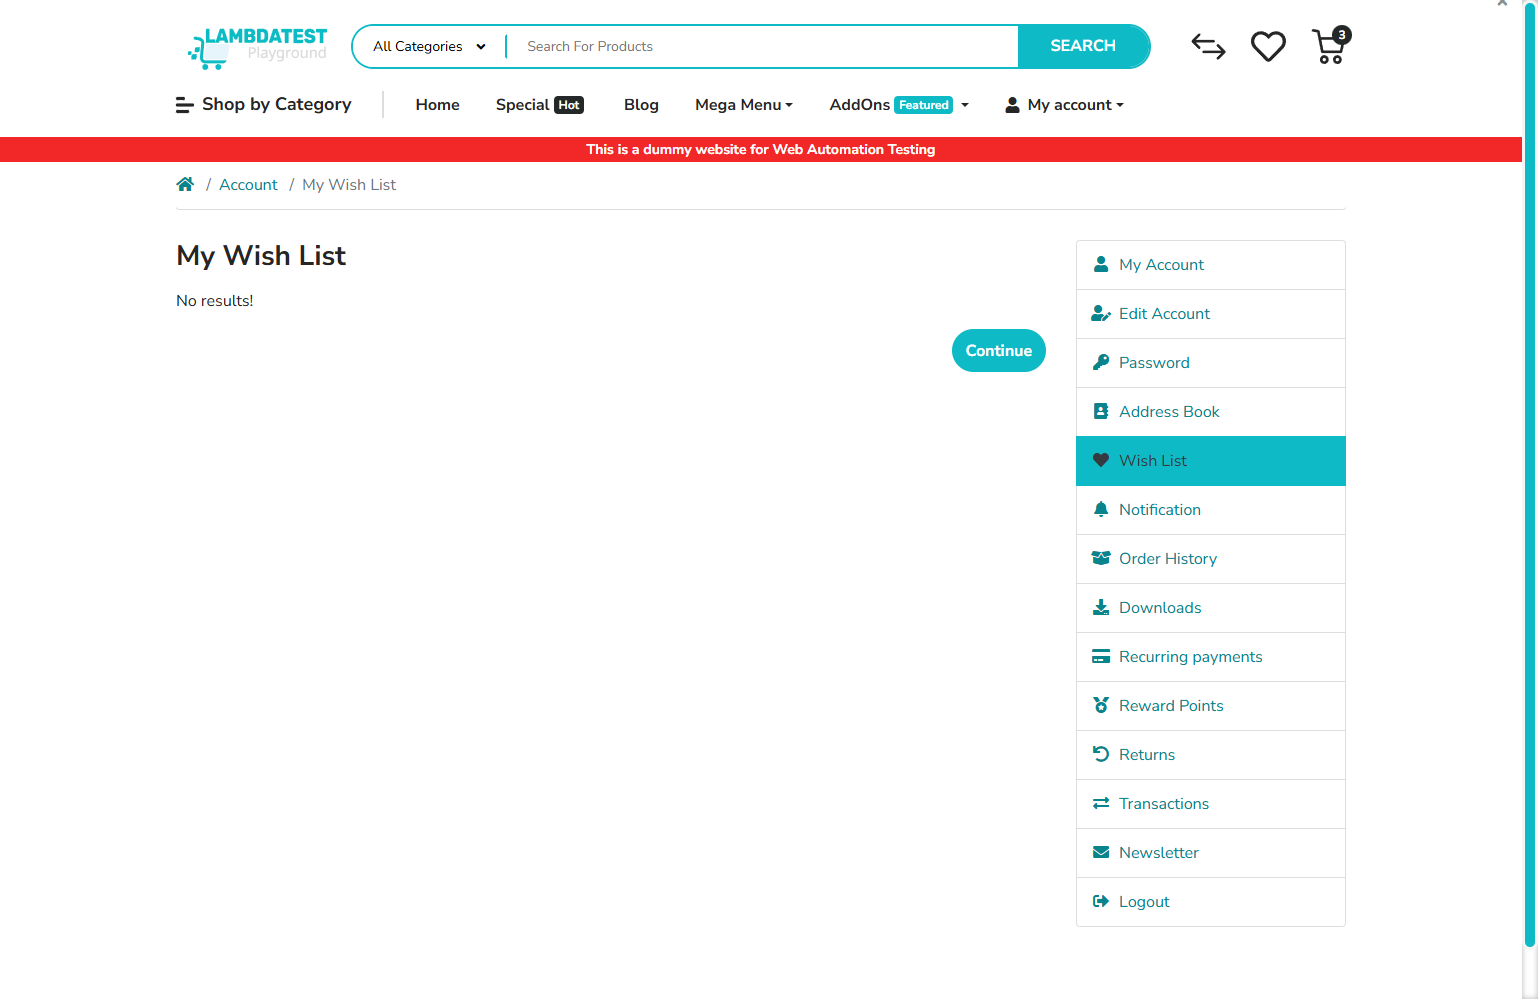 LAMBDATEST
Playground
All Categories
Search For Products
SEARCH
3
Shop by Category
Home
Special Hot
Blog
Mega Menu
AddOns Featured
My account
This is a dummy website for Web Automation Testing
/ Account / My Wish List
My Wish List
No results!
Continue
My Account
Edit Account
Password
Address Book
Wish List
Notification
Order History
Downloads
Recurring payments
Reward Points
Returns
Transactions
Newsletter
Logout